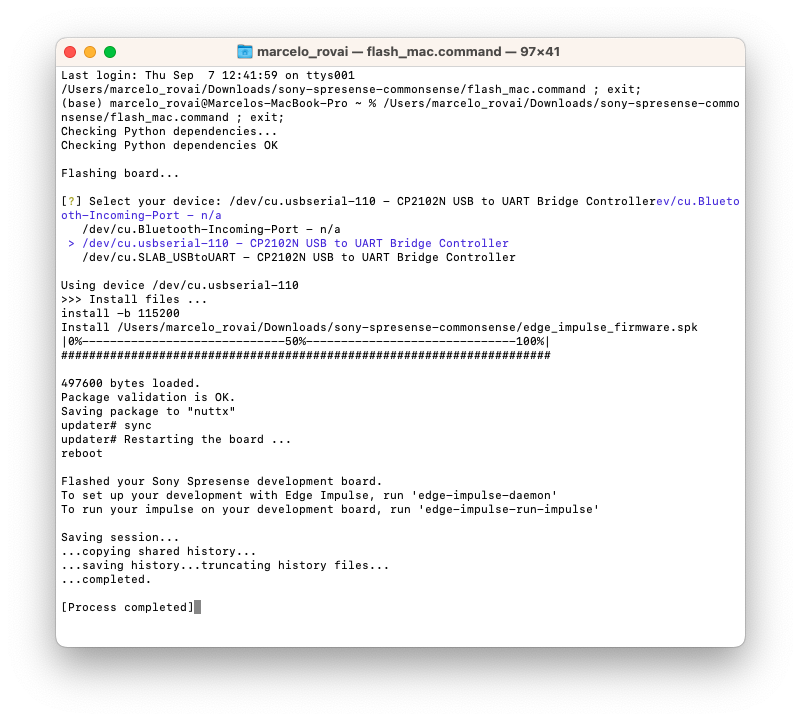 marcelo_rovai — flash_mac.command — 97×41
Last login: Thu Sep  7 12:41:59 on ttys001
/Users/marcelo_rovai/Downloads/sony-spresense-commonsense/flash_mac.command ; exit;
(base) marcelo_rovai@Marcelos-MacBook-Pro ~ % /Users/marcelo_rovai/Downloads/sony-spresense-commo
nsense/flash_mac.command ; exit;
Checking Python dependencies...
Checking Python dependencies OK
Flashing board...
[?] Select your device: /dev/cu.usbserial-110 - CP2102N USB to UART Bridge Controllerev/cu.Blueto
oth-Incoming-Port - n/a
   /dev/cu.Bluetooth-Incoming-Port - n/a
 > /dev/cu.usbserial-110 - CP2102N USB to UART Bridge Controller
   /dev/cu.SLAB_USBtoUART - CP2102N USB to UART Bridge Controller
Using device /dev/cu.usbserial-110
>>> Install files ...
install -b 115200
Install /Users/marcelo_rovai/Downloads/sony-spresense-commonsense/edge_impulse_firmware.spk
|0%-----------------------------50%------------------------------100%|
######################################################################
497600 bytes loaded.
Package validation is OK.
Saving package to "nuttx"
updater# sync
updater# Restarting the board ...
reboot
Flashed your Sony Spresense development board.
To set up your development with Edge Impulse, run 'edge-impulse-daemon'
To run your impulse on your development board, run 'edge-impulse-run-impulse'
Saving session...
...copying shared history...
...saving history...truncating history files...
...completed.
[Process completed]